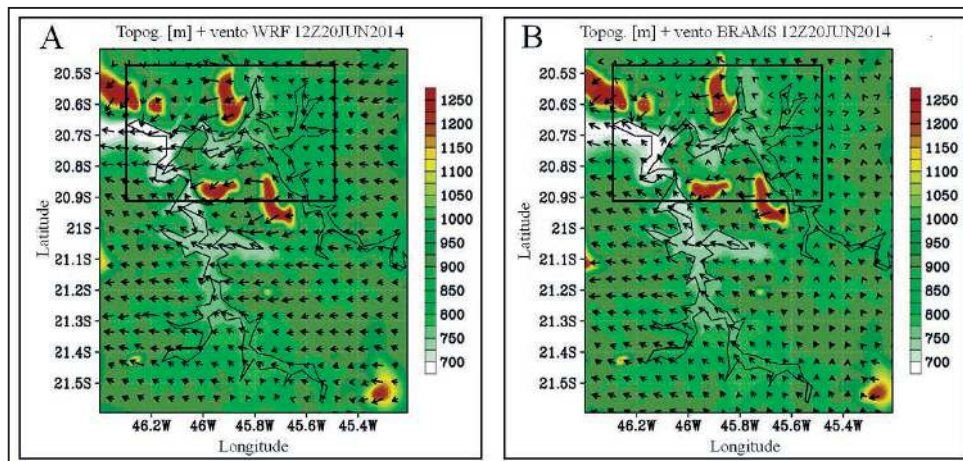 A
Topog. [m] + vento WRF 12Z20JUN2014
20.5S
20.6S
20.7S
20.8S
20.9S
21S
21.1S
21.2S
21.3S
21.4S
21.5S
Latitude
46.2W 46W 45.8W 45.6W 45.4W
Longitude
1250
1200
1150
1100
1050
1000
950
900
850
800
750
700
B
Topog. [m] + vento BRAMS 12Z20JUN2014
20.5S
20.6S
20.7S
20.8S
20.9S
21S
21.1S
21.2S
21.3S
21.4S
21.5S
Latitude
46.2W 46W 45.8W 45.6W 45.4W
Longitude
1250
1200
1150
1100
1050
1000
950
900
850
800
750
700